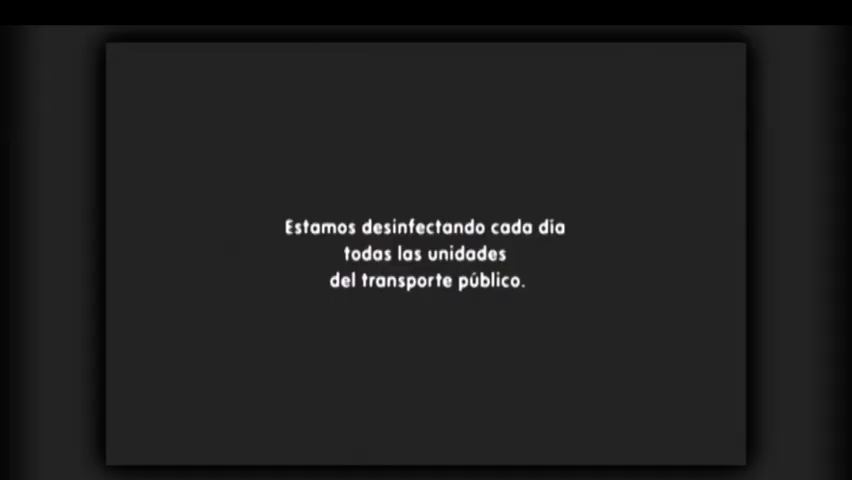 Estamos desinfectando cada día
todas las unidades
del transporte público.